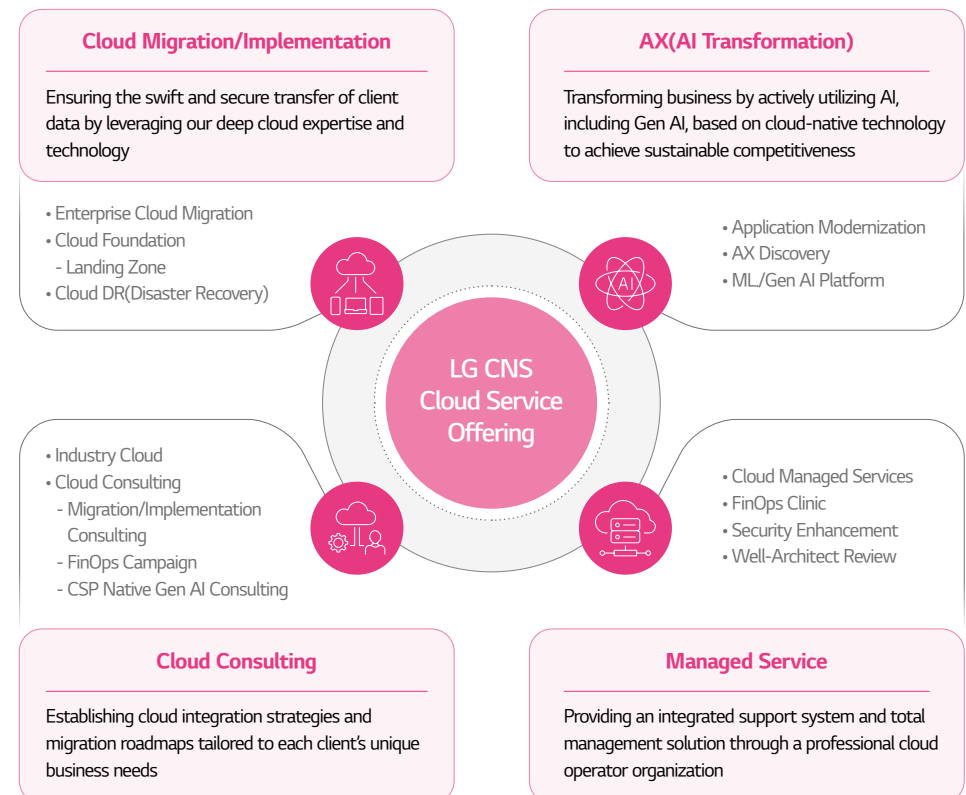 Cloud Migration/Implementation
Ensuring the swift and secure transfer of client
data by leveraging our deep cloud expertise and
technology
• Enterprise Cloud Migration
• Cloud Foundation
- Landing Zone
• Cloud DR(Disaster Recovery)
AX(AI Transformation)
Transforming business by actively utilizing AI,
including Gen AI, based on cloud-native technology
to achieve sustainable competitiveness
• Application Modernization
• AX Discovery
• ML/Gen AI Platform
AI
LG CNS
Cloud Service
Offering
• Industry Cloud
• Cloud Consulting
- Migration/Implementation
Consulting
- FinOps Campaign
- CSP Native Gen AI Consulting
Cloud Consulting
Establishing cloud integration strategies and
migration roadmaps tailored to each client's unique
business needs
• Cloud Managed Services
• FinOps Clinic
• Security Enhancement
• Well-Architect Review
Managed Service
Providing an integrated support system and total
management solution through a professional cloud
operator organization